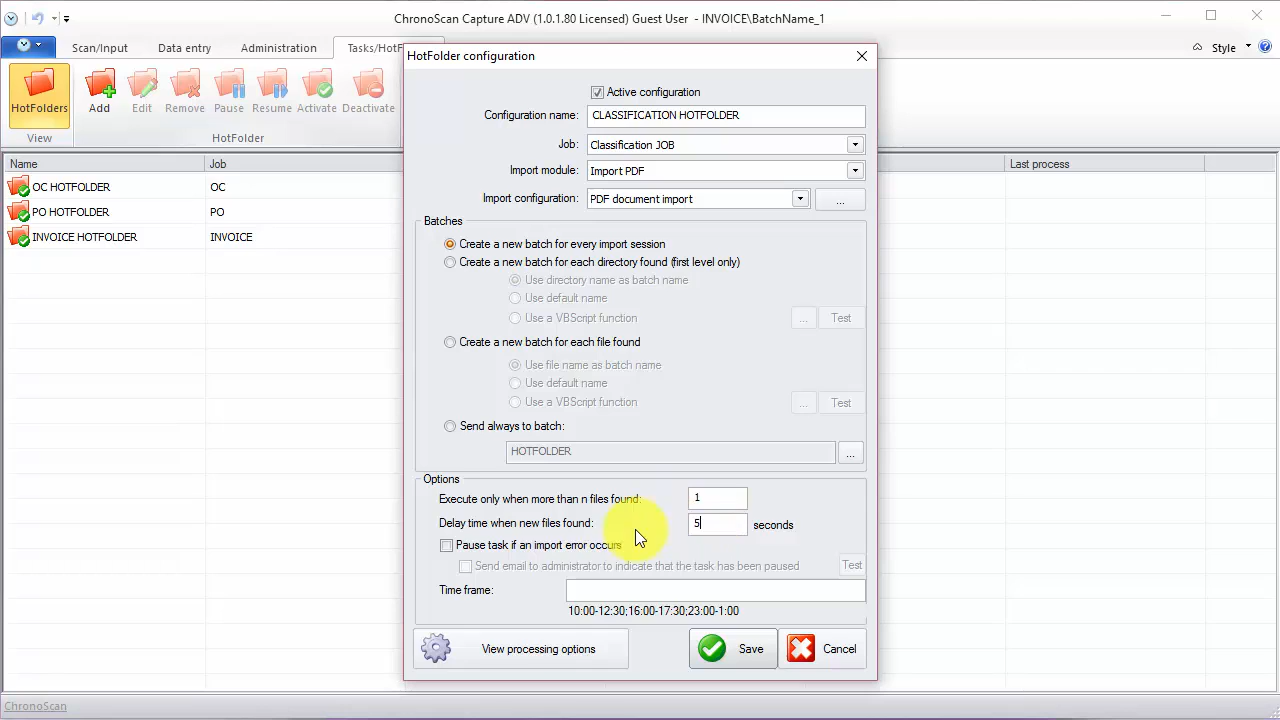 ChronoScan Capture ADV (1.0.1.80 Licensed) Guest User - INVOICE\BatchName_1
Scan/Input Data entry Administration Tasks/HotF Style
HotFolders Add Edit Remove Pause Resume Activate Deactivate
View HotFolder
Name Job Last process
OC HOTFOLDER OC
PO HOTFOLDER PO
INVOICE HOTFOLDER INVOICE
HotFolder configuration
Active configuration
Configuration name: CLASSIFICATION HOTFOLDER
Job: Classification JOB
Import module: Import PDF
Import configuration: PDF document import ...
Batches
Create a new batch for every import session
Create a new batch for each directory found (first level only)
Use directory name as batch name
Use default name
Use a VBScript function ... Test
Create a new batch for each file found
Use file name as batch name
Use default name
Use a VBScript function ... Test
Send always to batch:
HOTFOLDER ...
Options
Execute only when more than n files found: 1
Delay time when new files found: 5 seconds
Pause task if an import error occurs
Send email to administrator to indicate that the task has been paused Test
Time frame:
10:00-12:30;16:00-17:30;23:00-1:00
View processing options Save Cancel
ChronoScan